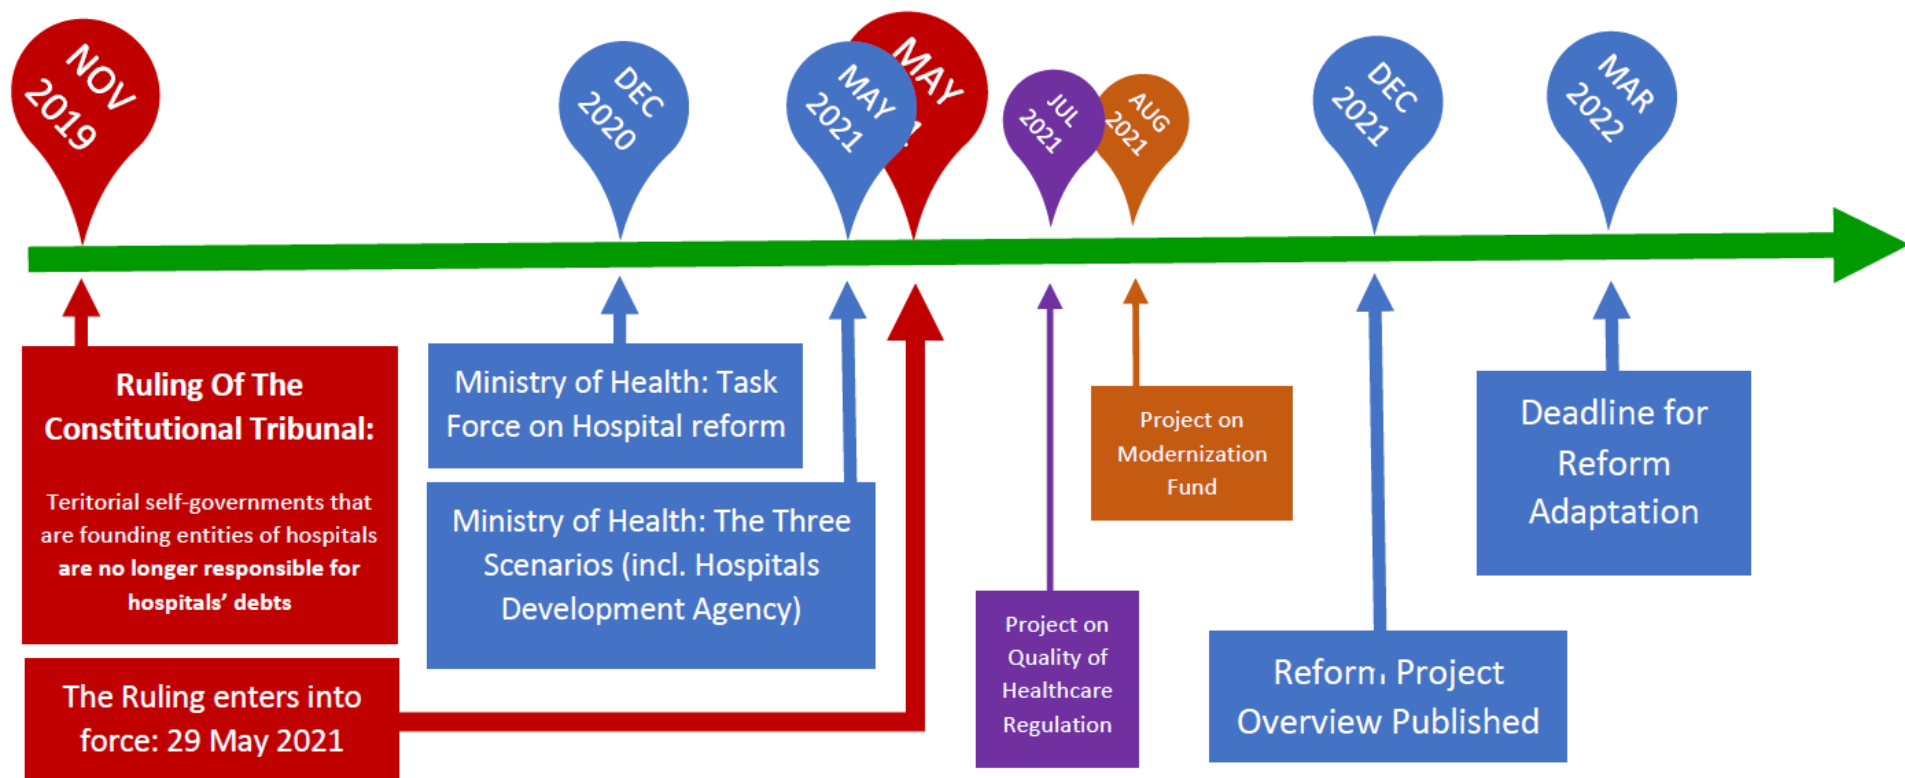 NOV
2019
DEC
2020
MAY
2021
MAY
JUL
2021
AUG
2021
DEC
2021
MAR
2022
Ruling Of The
Constitutional Tribunal:
Teritorial self-governments that
are founding entities of hospitals
are no longer responsible for
hospitals' debts
The Ruling enters into
force: 29 May 2021
Ministry of Health: Task
Force on Hospital reform
Ministry of Health: The Three
Scenarios (incl. Hospitals
Development Agency)
Project on
Quality of
Healthcare
Regulation
Project on
Modernization
Fund
Reform Project
Overview Published
Deadline for
Reform
Adaptation